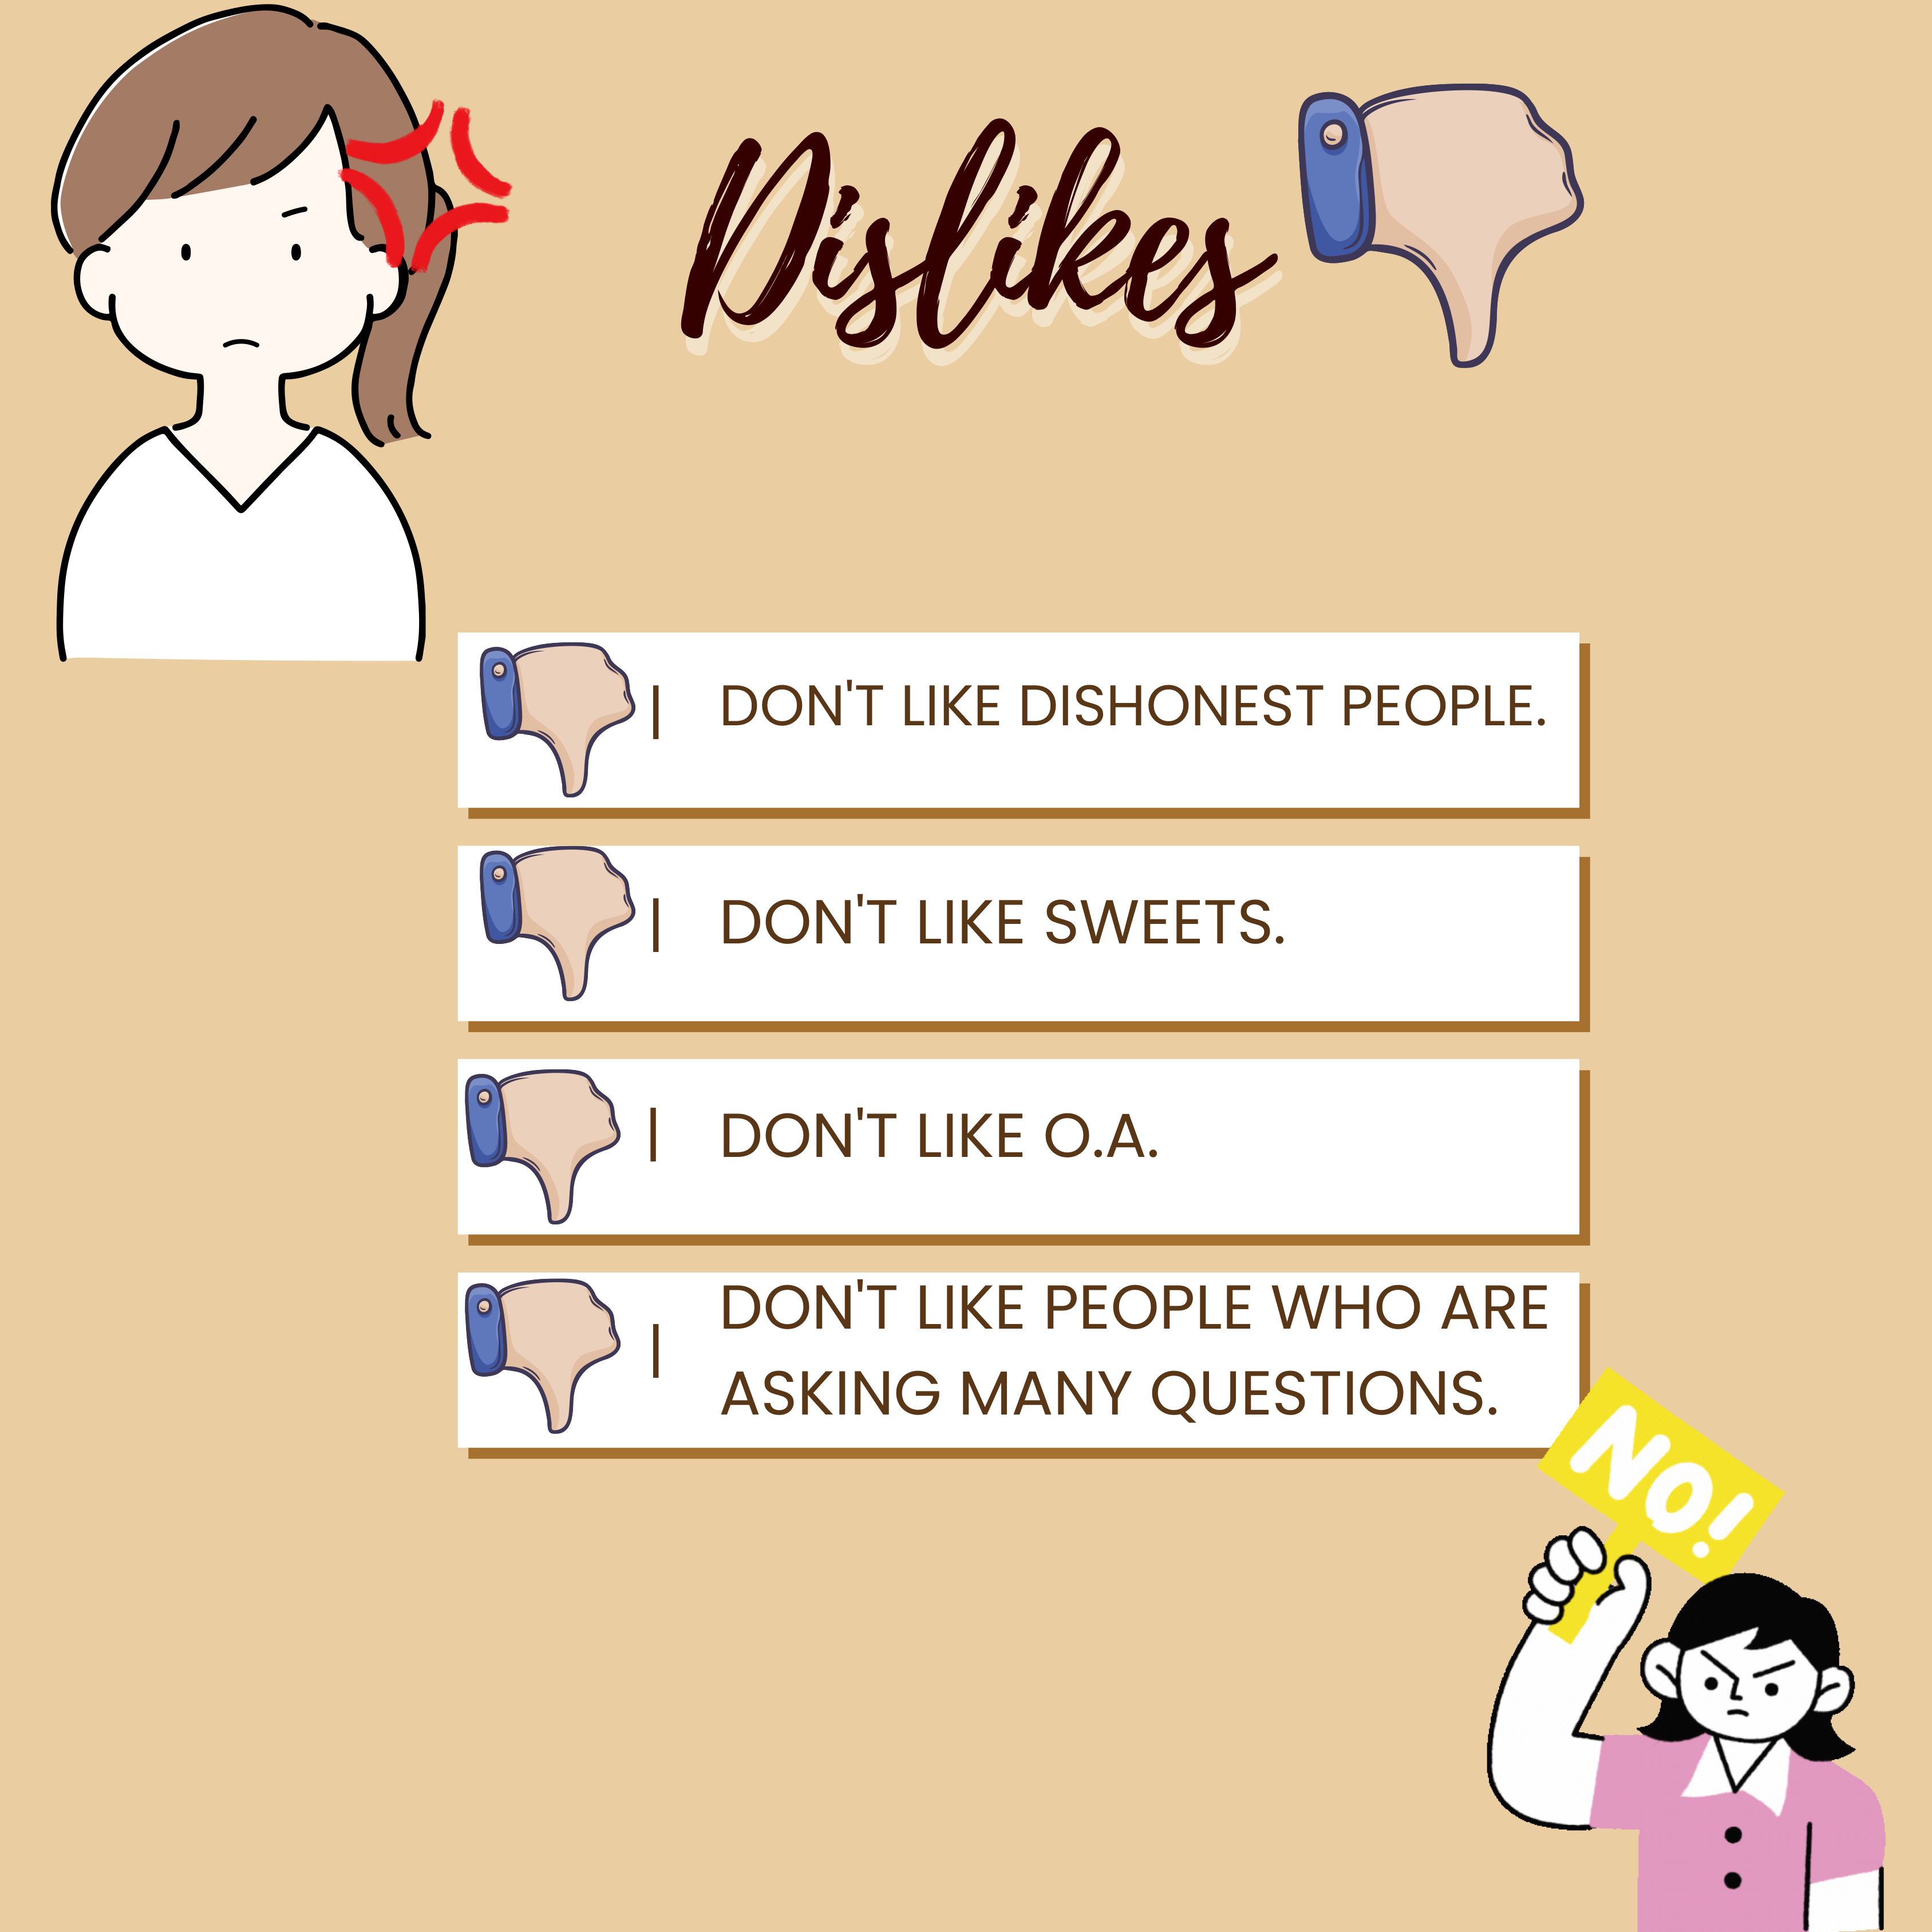 Dislikes
| DON'T LIKE DISHONEST PEOPLE.
| DON'T LIKE SWEETS.
| DON'T LIKE O.A.
| DON'T LIKE PEOPLE WHO ARE
ASKING MANY QUESTIONS.
NO!